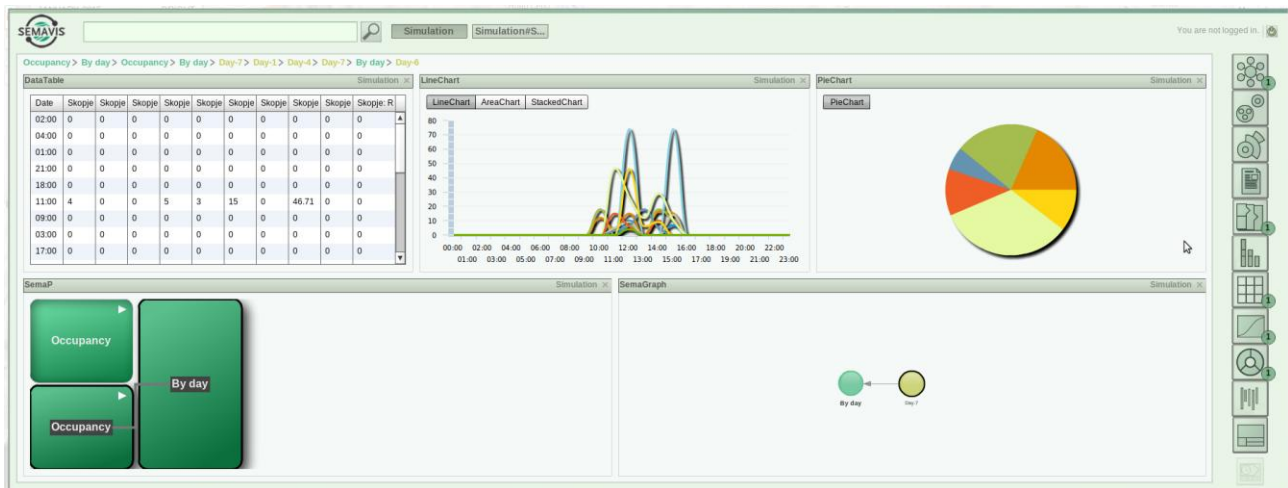 SEMAVIS
Simulation Simulation#S...
You are not logged in.
Occupancy> By day> Occupancy> By day> Day-7> Day-1> Day-4> Day-7> By day> Day-6
DataTable Simulation ×
Date Skopje Skopje Skopje Skopje Skopje Skopje Skopje Skopje Skopje: R
02:00 0 0 0 0 0 0 0 0 0
04:00 0 0 0 0 0 0 0 0 0
01:00 0 0 0 0 0 0 0 0 0
21:00 0 0 0 0 0 0 0 0 0
18:00 0 0 0 0 0 0 0 0 0
11:00 4 0 0 5 3 15 0 46.71 0 0
09:00 0 0 0 0 0 0 0 0 0
03:00 0 0 0 0 0 0 0 0 0
17:00 0 0 0 0 0 0 0 0 0
LineChart Simulation ×
LineChart AreaChart StackedChart
80
70
60
50
40
30
20
10
0
00:00 02:00 04:00 06:00 08:00 10:00 12:00 14:00 16:00 18:00 20:00 22:00
01:00 03:00 05:00 07:00 09:00 11:00 13:00 15:00 17:00 19:00 21:00 23:00
PieChart Simulation ×
PieChart
SemaP Simulation ×
Occupancy
By day
Occupancy
SemaGraph Simulation ×
By day Day-7
1
1
1
1
1